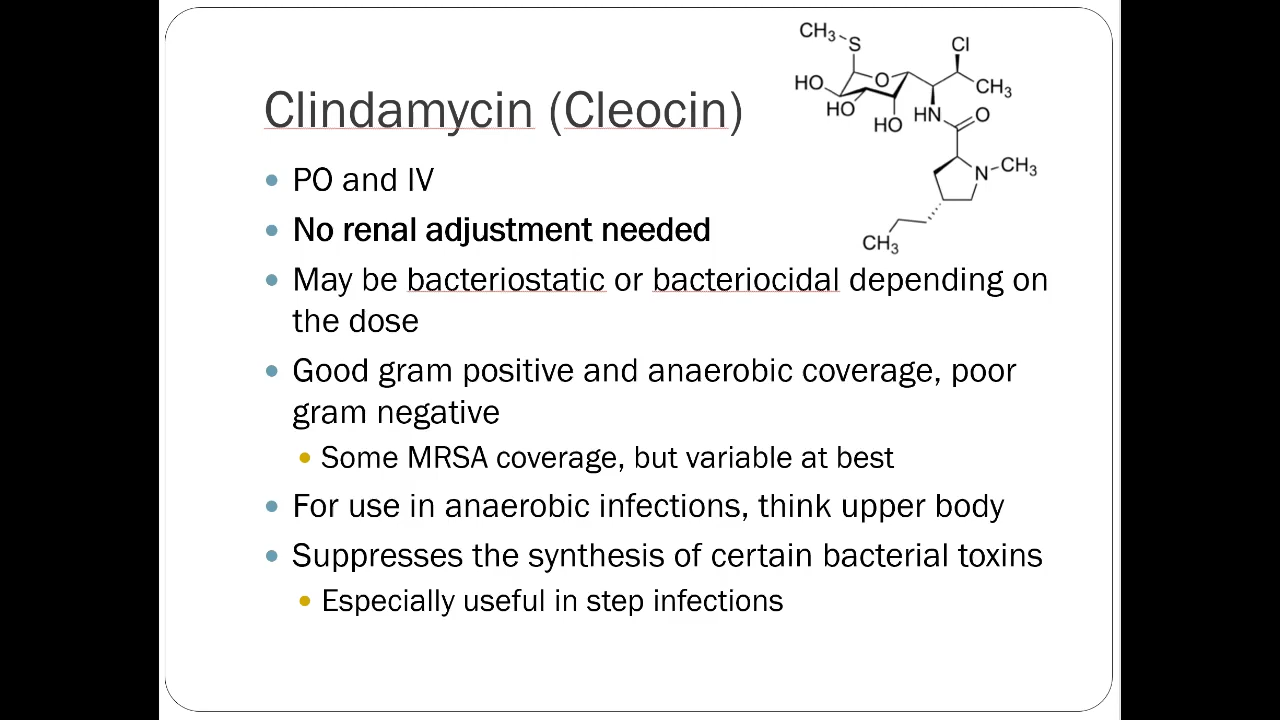 Clindamycin (Cleocin)
PO and IV
No renal adjustment needed
May be bacteriostatic or bacteriocidal depending on
the dose
Good gram positive and anaerobic coverage, poor
gram negative
Some MRSA coverage, but variable at best
For use in anaerobic infections, think upper body
Suppresses the synthesis of certain bacterial toxins
Especially useful in step infections
CH3
S
Cl
HO
O
CH3
HO
HN
O
HO
N
CH3
CH3